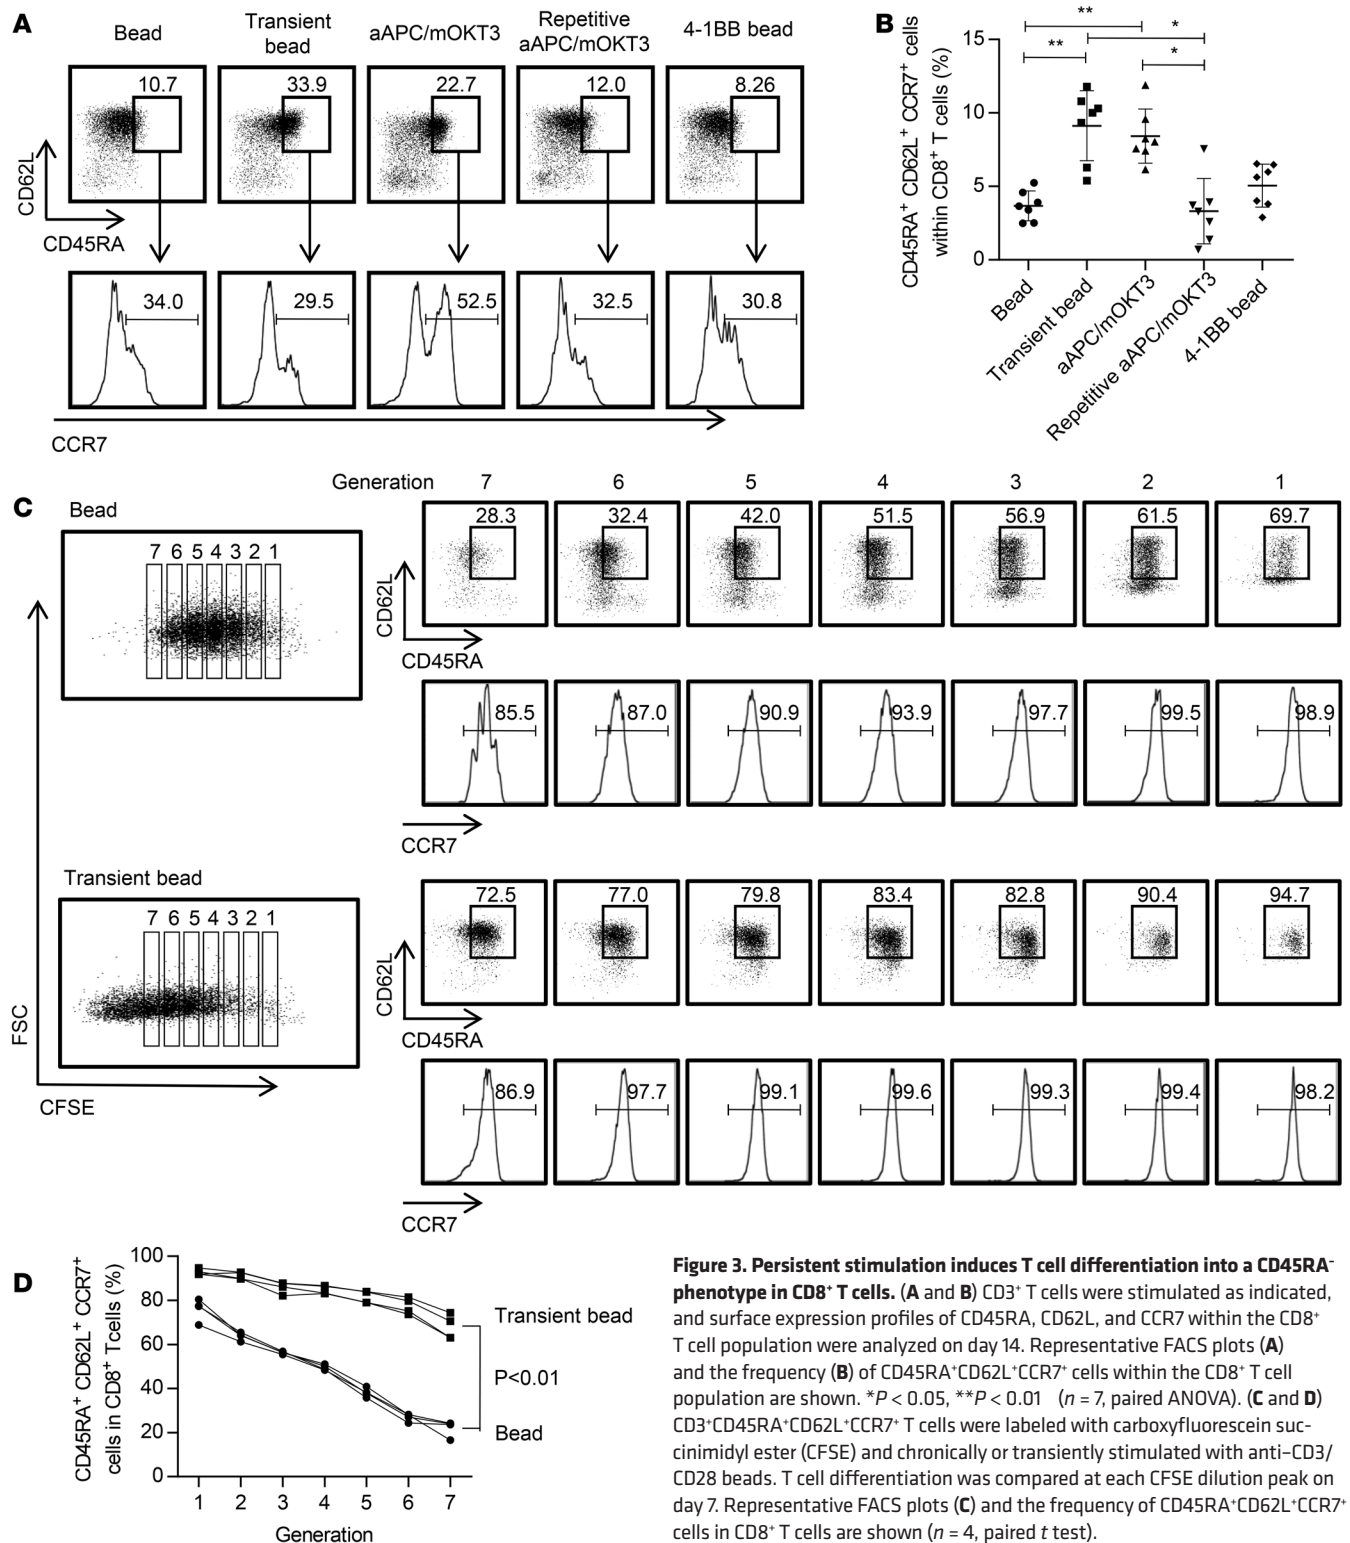 A
Bead
Transient
bead
aAPC/mOKT3
Repetitive
aAPC/mOKT3
4-1BB bead
10.7
33.9
22.7
12.0
8.26
CD62L
CD45RA
34.0
29.5
52.5
32.5
30.8
CCR7
B
CD45RA⁺ CD62L⁺ CCR7⁺ cells
within CD8⁺ T cells (%)
15
10
5
0
**
*
**
*
Bead
Transient bead
aAPC/mOKT3
Repetitive aAPC/mOKT3
4-1BB bead
C
Generation 7 6 5 4 3 2 1
Bead
7 6 5 4 3 2 1
28.3 32.4 42.0 51.5 56.9 61.5 69.7
CD62L
CD45RA
85.5 87.0 90.9 93.9 97.7 99.5 98.9
CCR7
Transient bead
7 6 5 4 3 2 1
72.5 77.0 79.8 83.4 82.8 90.4 94.7
CD62L
CD45RA
86.9 97.7 99.1 99.6 99.3 99.4 98.2
CCR7
FSC
CFSE
D
CD45RA⁺ CD62L⁺ CCR7⁺
cells in CD8⁺ Tcells (%)
100
80
60
40
20
0
1 2 3 4 5 6 7
Generation
Transient bead
P<0.01
Bead
Figure 3. Persistent stimulation induces T cell differentiation into a CD45RA⁻
phenotype in CD8⁺ T cells. (A and B) CD3⁺ T cells were stimulated as indicated,
and surface expression profiles of CD45RA, CD62L, and CCR7 within the CD8⁺
T cell population were analyzed on day 14. Representative FACS plots (A)
and the frequency (B) of CD45RA⁺CD62L⁺CCR7⁺ cells within the CD8⁺ T cell
population are shown. *P < 0.05, **P < 0.01 (n = 7, paired ANOVA). (C and D)
CD3⁺CD45RA⁺CD62L⁺CCR7⁺ T cells were labeled with carboxyfluorescein suc-
cinimidyl ester (CFSE) and chronically or transiently stimulated with anti–CD3/
CD28 beads. T cell differentiation was compared at each CFSE dilution peak on
day 7. Representative FACS plots (C) and the frequency of CD45RA⁺CD62L⁺CCR7⁺
cells in CD8⁺ T cells are shown (n = 4, paired t test).